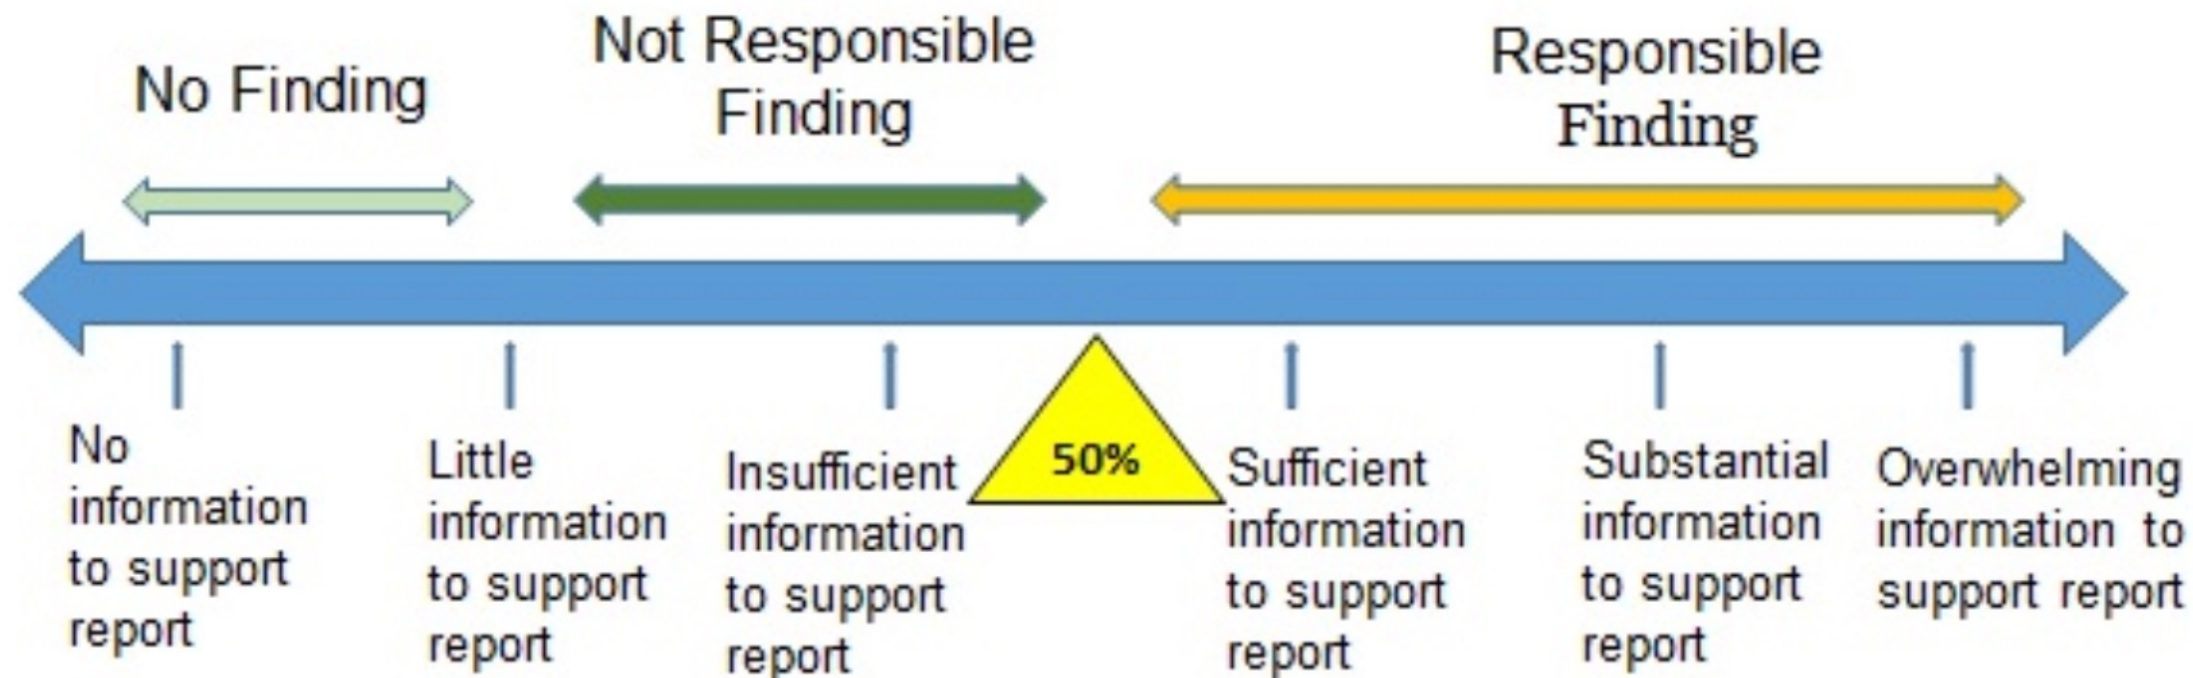 No Finding
Not Responsible
Finding
Responsible
Finding
50%
No
information
to support
report
Little
information
to support
report
Insufficient
information
to support
report
Sufficient
information
to support
report
Substantial
information
to support
report
Overwhelming
information to
support report